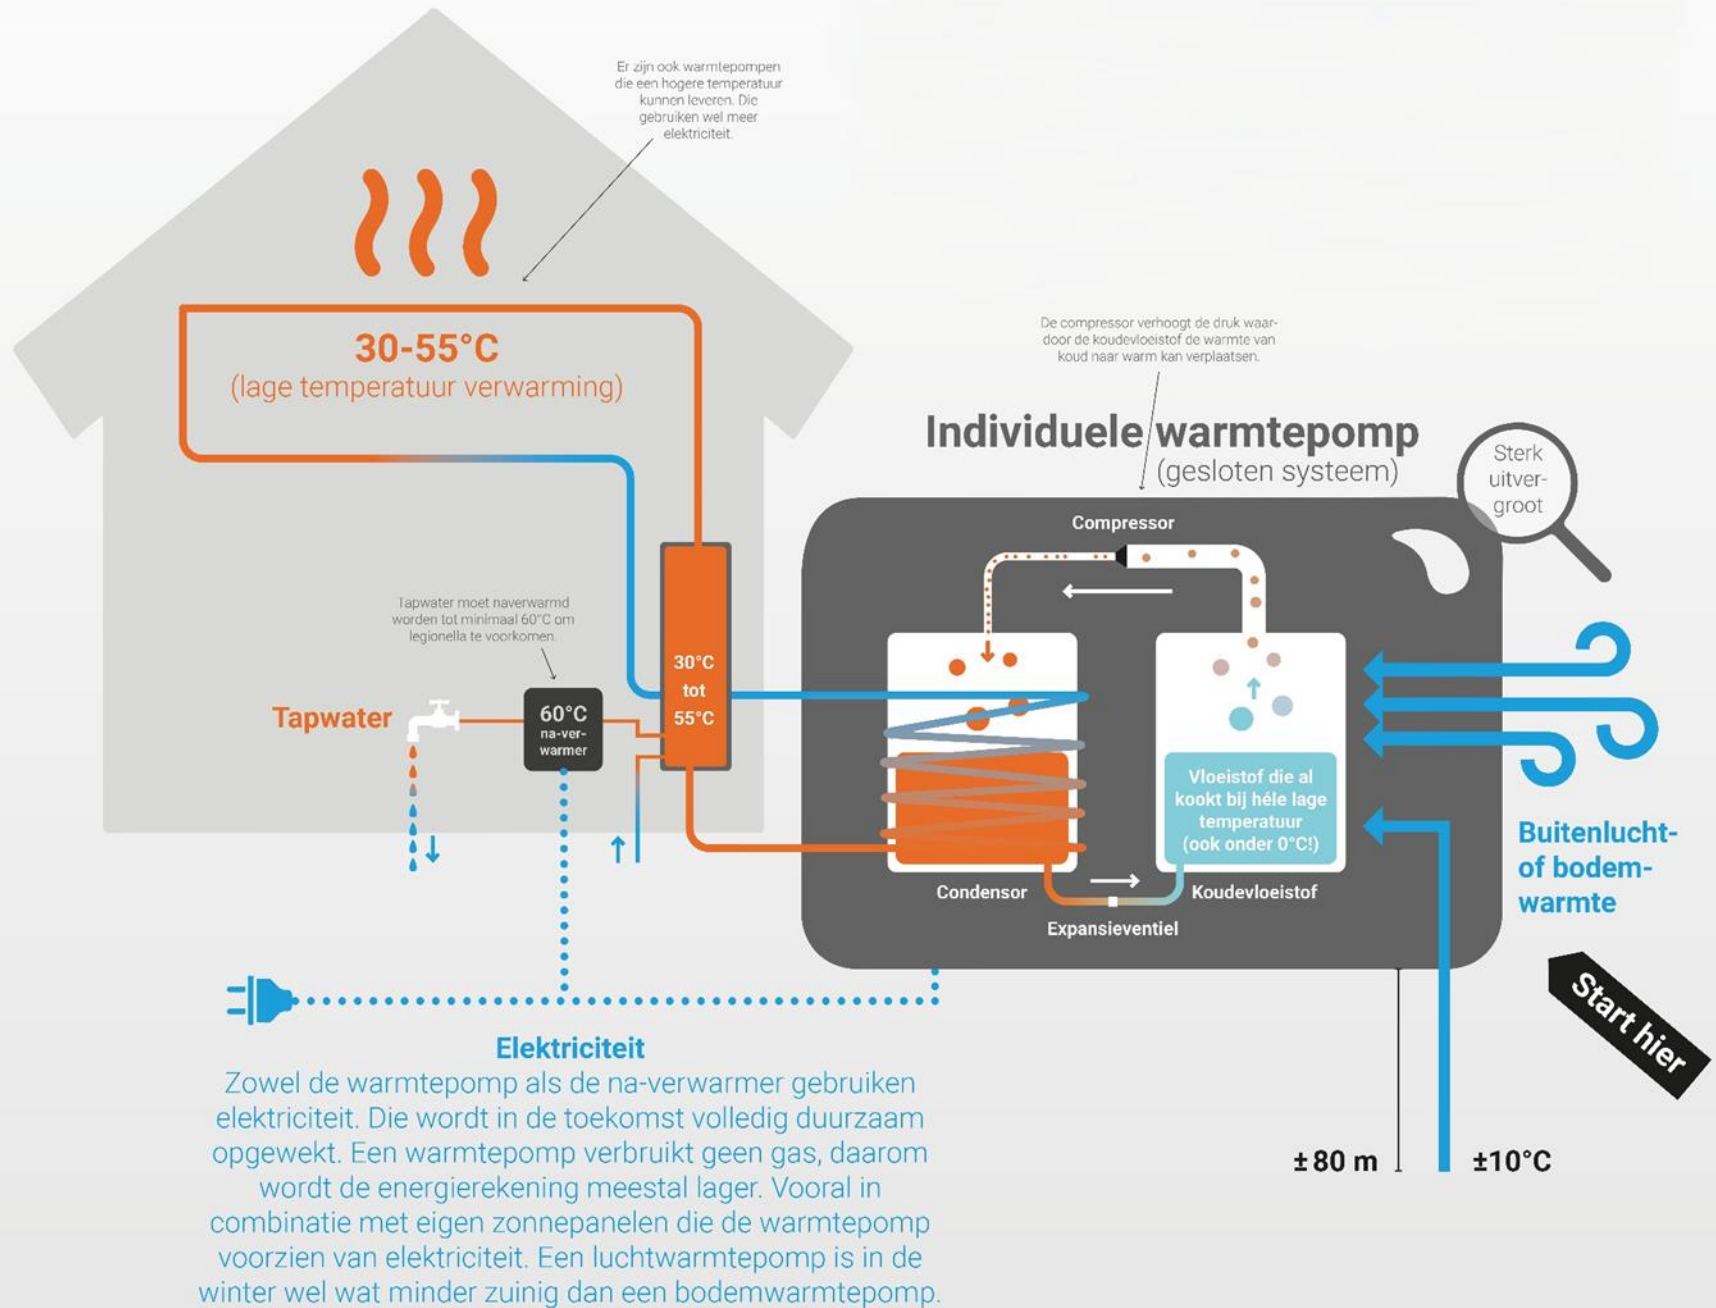 Er zijn ook warmtepompen
die een hogere temperatuur
kunnen leveren. Die
gebruiken wel meer
elektriciteit.
30-55°C
(lage temperatuur verwarming)
De compressor verhoogt de druk waar-
door de koudevloeistof de warmte van
koud naar warm kan verplaatsen.
Individuele warmtepomp
(gesloten systeem)
Sterk
uitver-
groot
Compressor
Tapwater moet naverwarmd
worden tot minimaal 60°C om
legionella te voorkomen.
30°C
tot
55°C
Tapwater
60°C
na-ver-
warmer
Vloeistof die al
kookt bij héle lage
temperatuur
(ook onder 0°C!)
Condensor
Koudevloeistof
Expansieventiel
Buitenlucht-
of bodem-
warmte
Start hier
±80 m
±10°C
Elektriciteit
Zowel de warmtepomp als de na-verwarmer gebruiken
elektriciteit. Die wordt in de toekomst volledig duurzaam
opgewekt. Een warmtepomp verbruikt geen gas, daarom
wordt de energierekening meestal lager. Vooral in
combinatie met eigen zonnepanelen die de warmtepomp
voorzien van elektriciteit. Een luchtwarmtepomp is in de
winter wel wat minder zuinig dan een bodemwarmtepomp.